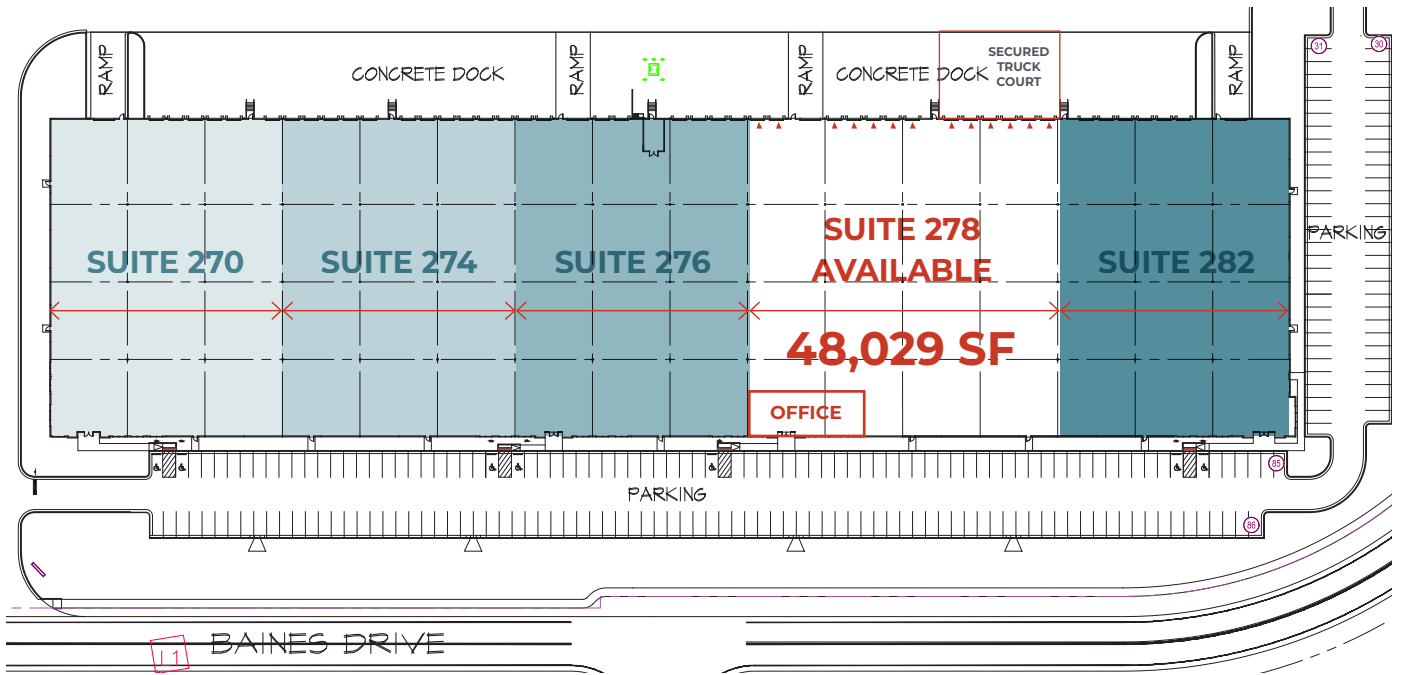 RAMP
CONCRETE DOCK
RAMP
RAMP
CONCRETE DOCK
SECURED
TRUCK
COURT
RAMP
31
30
SUITE 270
SUITE 274
SUITE 276
SUITE 278
AVAILABLE
SUITE 282
PARKING
48,029 SF
OFFICE
85
PARKING
86
BAINES DRIVE